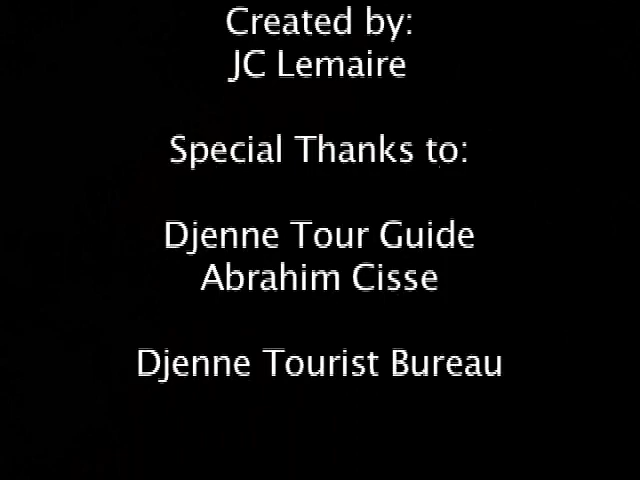 Created by:
JC Lemaire
Special Thanks to:
Djenne Tour Guide
Abrahim Cisse
Djenne Tourist Bureau